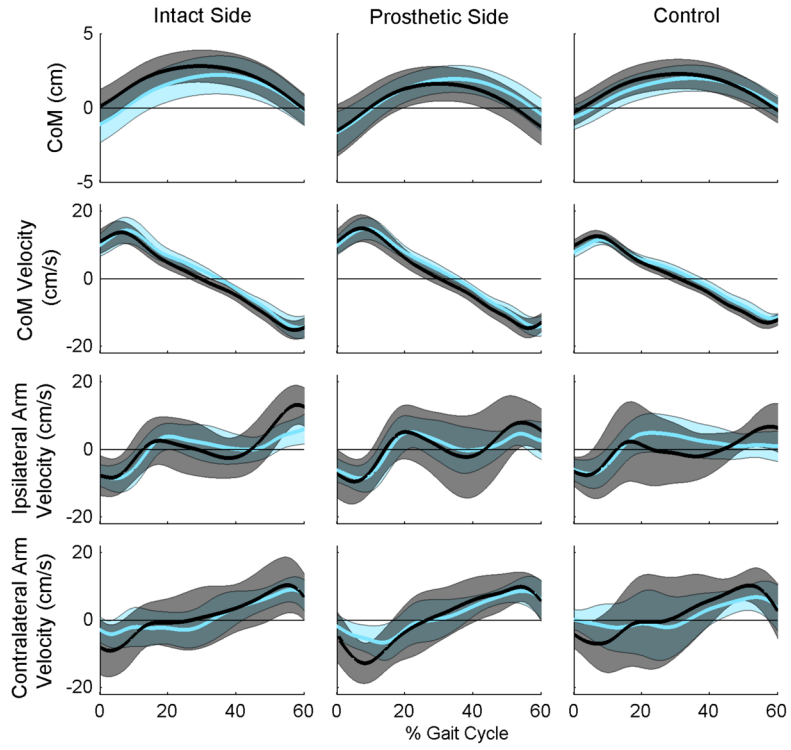 Intact Side
Prosthetic Side
Control
CoM (cm)
5
0
-5
CoM Velocity
(cm/s)
20
0
-20
Ipsilateral Arm
Velocity (cm/s)
20
0
-20
Contralateral Arm
Velocity (cm/s)
20
0
-20
0 20 40 60
0 20 40 60
0 20 40 60
% Gait Cycle